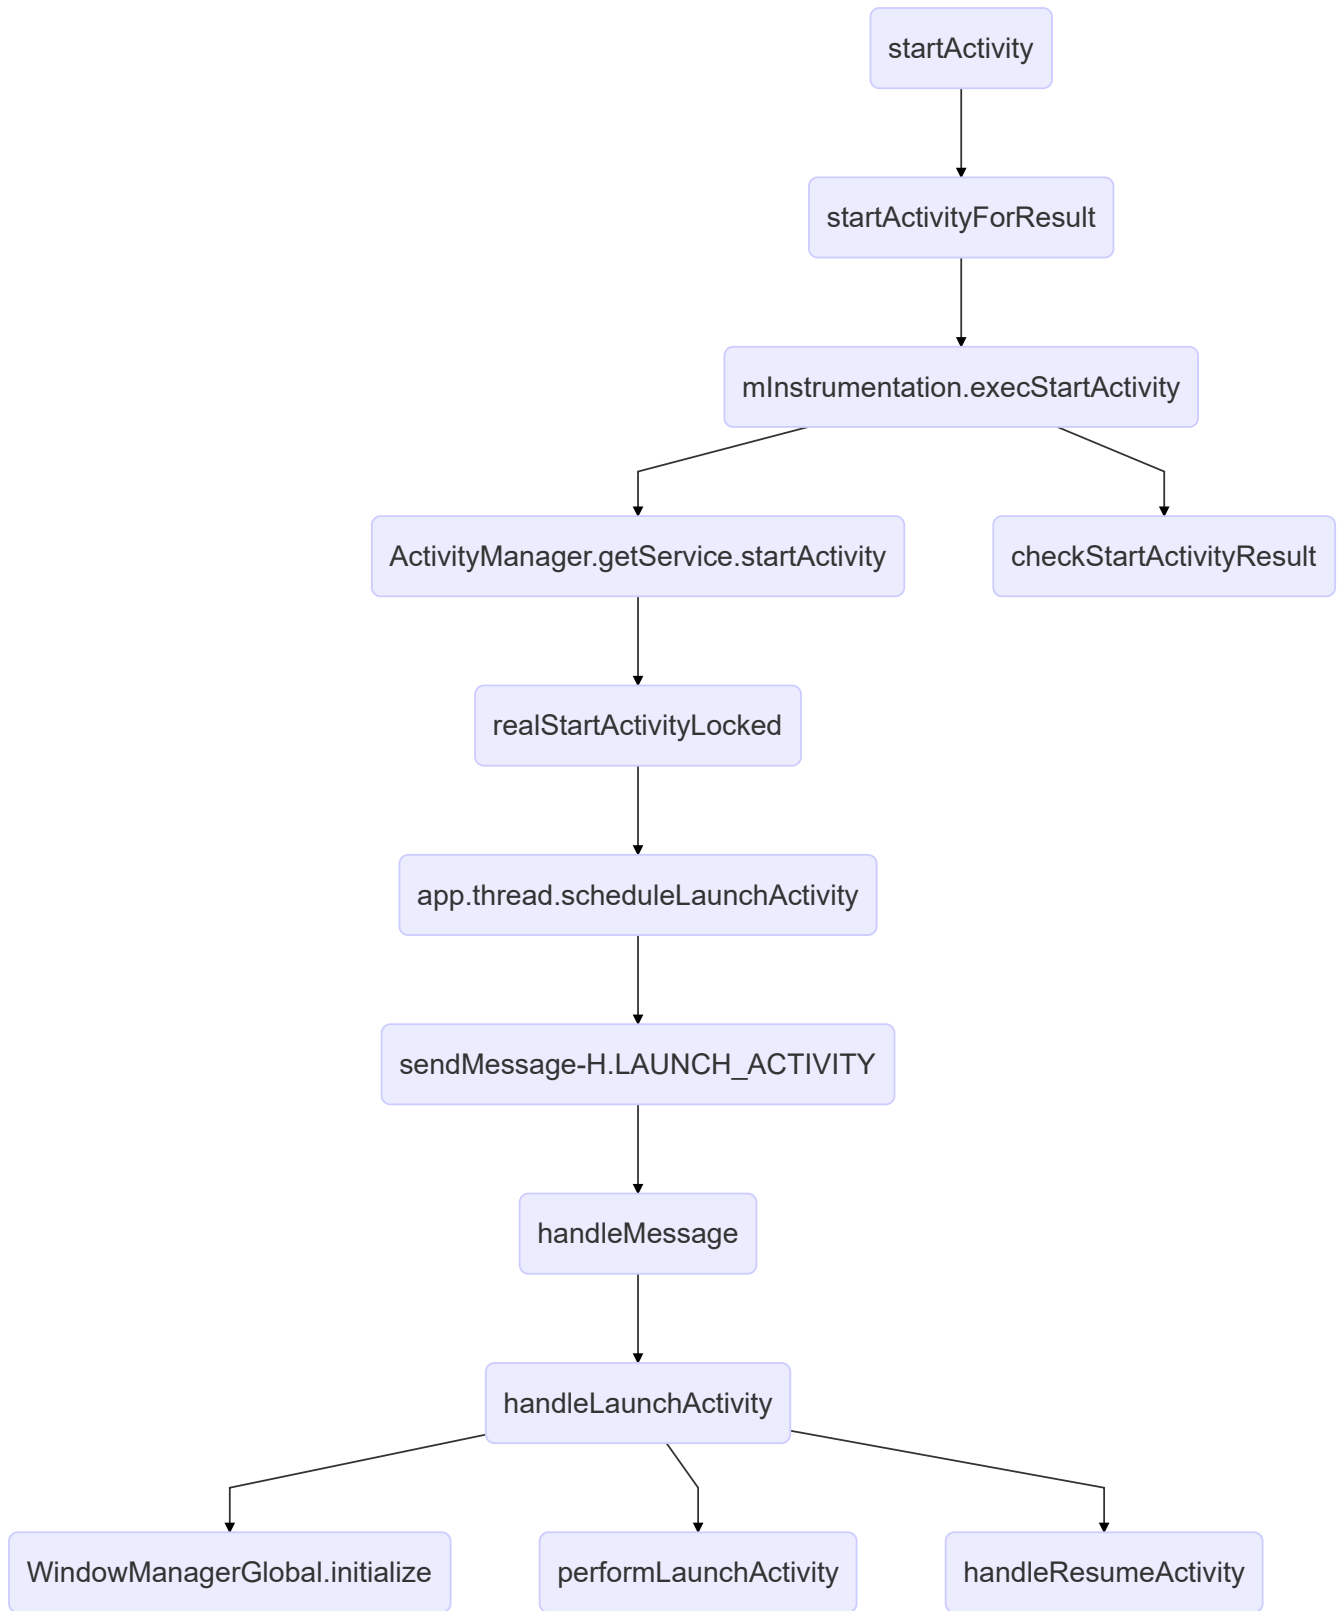 startActivity
startActivityForResult
mInstrumentation.execStartActivity
ActivityManager.getService.startActivity
checkStartActivityResult
realStartActivityLocked
app.thread.scheduleLaunchActivity
sendMessage-H.LAUNCH_ACTIVITY
handleMessage
handleLaunchActivity
WindowManagerGlobal.initialize
performLaunchActivity
handleResumeActivity